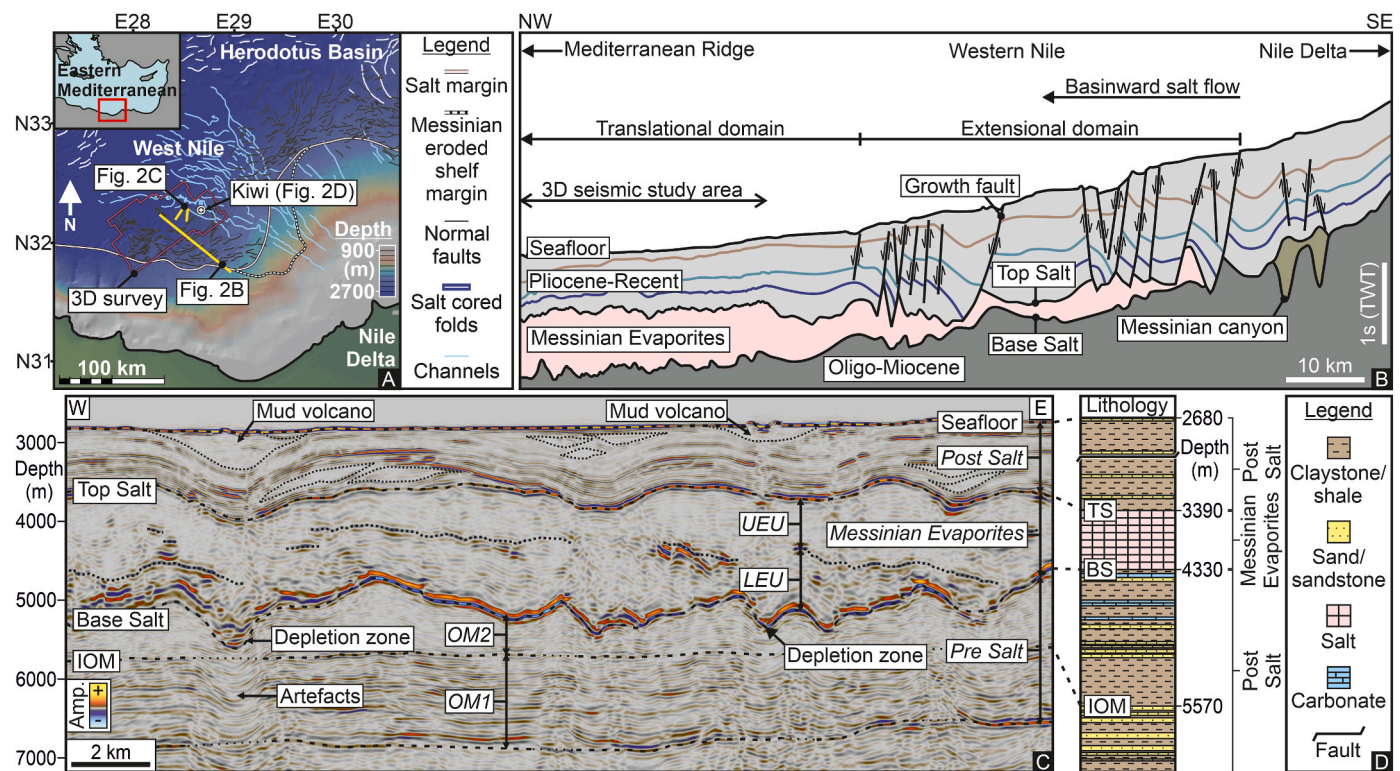 E28
E29
E30
N33
N32
N31
Herodotus Basin
Eastern
Mediterranean
West Nile
Fig. 2C
Kiwi (Fig. 2D)
N
Depth
900
(m)
2700
3D survey
Fig. 2B
Nile
Delta
100 km
A
Legend
Salt margin
Messinian
eroded
shelf
margin
Normal
faults
Salt cored
folds
Channels
NW
SE
Mediterranean Ridge
Western Nile
Nile Delta
Basinward salt flow
Translational domain
Extensional domain
3D seismic study area
Growth fault
Seafloor
Pliocene-Recent
Top Salt
Messinian Evaporites
Base Salt
Messinian canyon
Oligo-Miocene
1s (TWT)
10 km
B
W
E
Mud volcano
Mud volcano
Seafloor
3000
Depth
(m)
Post Salt
Top Salt
4000
UEU
Messinian Evaporites
LEU
5000
Base Salt
Depletion zone
OM2
Depletion zone
Pre Salt
IOM
6000
Amp.
+
-
Artefacts
OM1
7000
2 km
C
Lithology
2680
Depth
(m)
Post
Salt
TS
3390
Messinian
Evaporites
BS
4330
Post
Salt
IOM
5570
Legend
Claystone/
shale
Sand/
sandstone
Salt
Carbonate
Fault
D